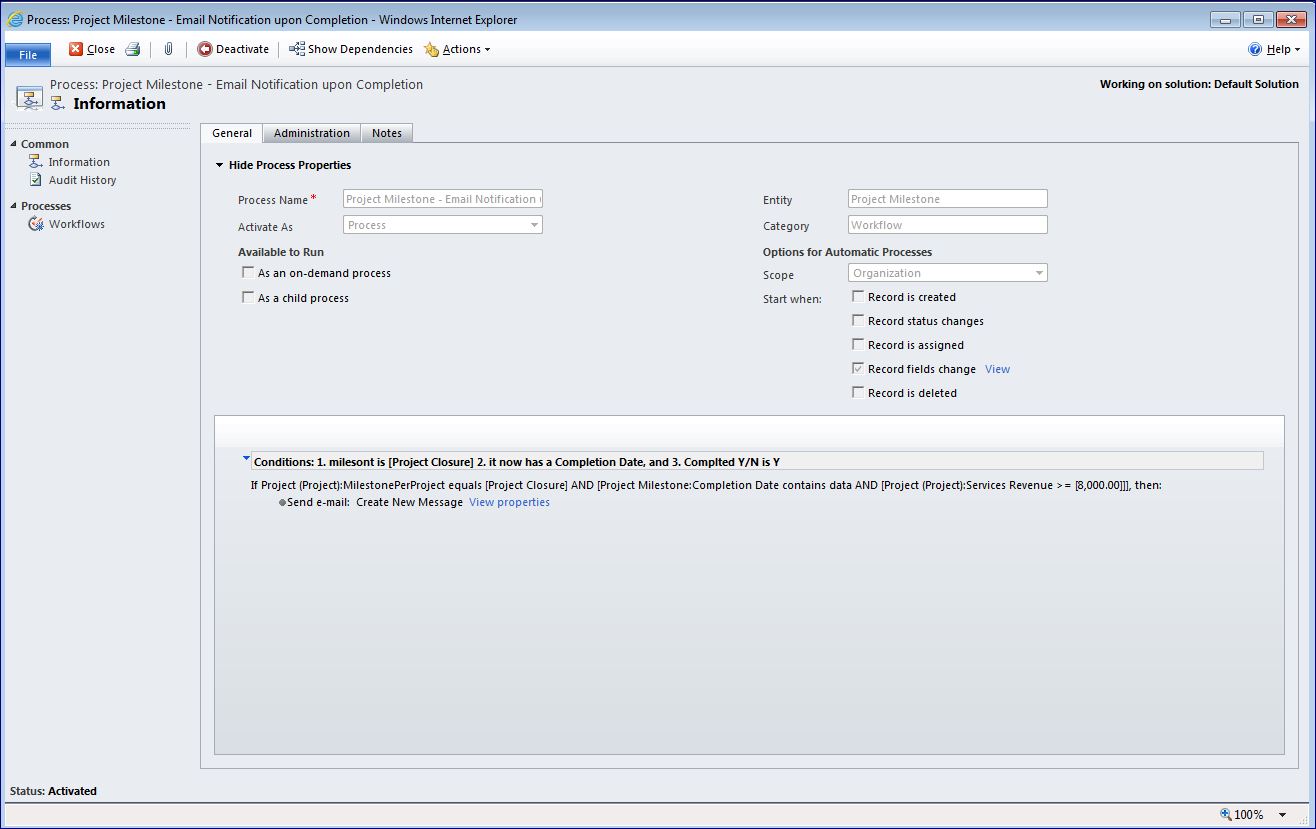 Process: Project Milestone - Email Notification upon Completion - Windows Internet Explorer
File Close Deactivate Show Dependencies Actions Help
Process: Project Milestone - Email Notification upon Completion
Information
Working on solution: Default Solution
Common
Information
Audit History
Processes
Workflows
General Administration Notes
Hide Process Properties
Process Name* Project Milestone - Email Notification
Entity Project Milestone
Activate As Process
Category Workflow
Available to Run
Options for Automatic Processes
As an on-demand process
Scope Organization
As a child process
Start when: Record is created
Record status changes
Record is assigned
Record fields change View
Record is deleted
Conditions: 1. milesont is [Project Closure] 2. it now has a Completion Date, and 3. Complted Y/N is Y
If Project (Project):MilestonePerProject equals [Project Closure] AND [Project Milestone:Completion Date contains data AND [Project (Project):Services Revenue >= [8,000.00]]], then:
Send e-mail: Create New Message View properties
Status: Activated
100%